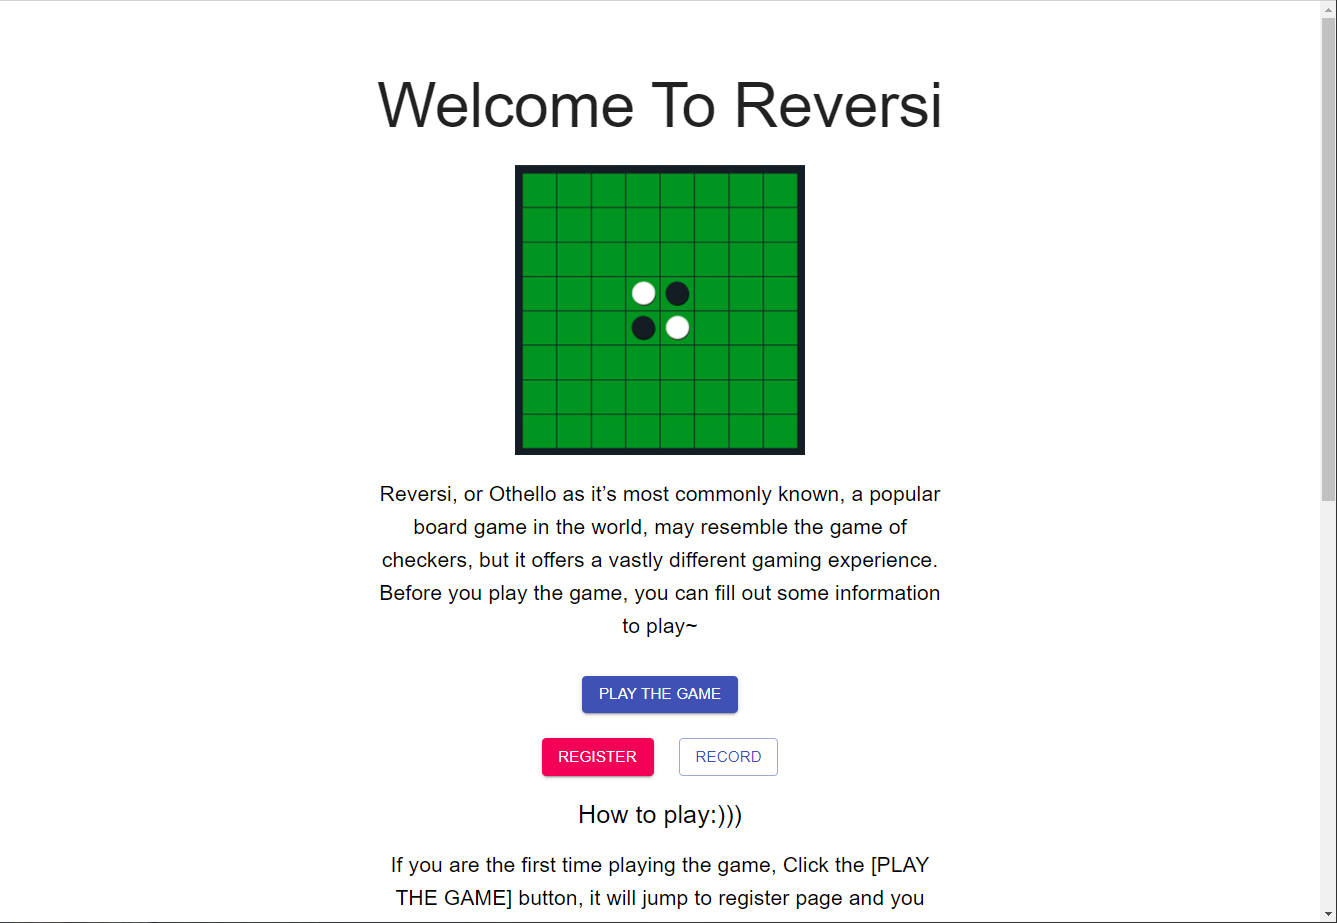 Welcome To Reversi
Reversi, or Othello as it’s most commonly known, a popular
board game in the world, may resemble the game of
checkers, but it offers a vastly different gaming experience.
Before you play the game, you can fill out some information
to play~
PLAY THE GAME
REGISTER
RECORD
How to play:)))
If you are the first time playing the game, Click the [PLAY
THE GAME] button, it will jump to register page and you